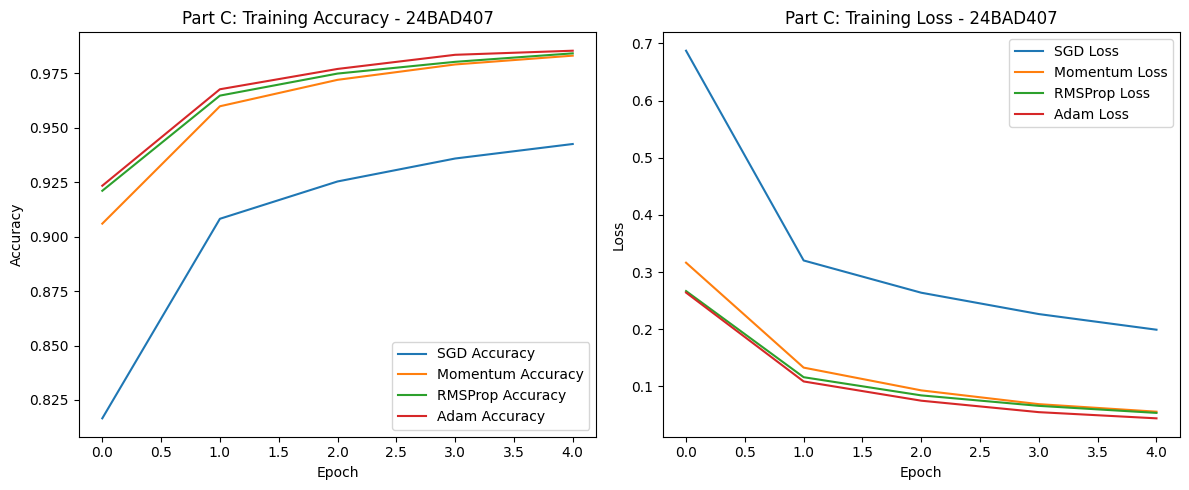 Part C: Training Accuracy - 24BAD407
Accuracy
0.975
0.950
0.925
0.900
0.875
0.850
0.825
SGD Accuracy
Momentum Accuracy
RMSProp Accuracy
Adam Accuracy
0.0 0.5 1.0 1.5 2.0 2.5 3.0 3.5 4.0
Epoch
Part C: Training Loss - 24BAD407
Loss
0.7
0.6
0.5
0.4
0.3
0.2
0.1
SGD Loss
Momentum Loss
RMSProp Loss
Adam Loss
0.0 0.5 1.0 1.5 2.0 2.5 3.0 3.5 4.0
Epoch